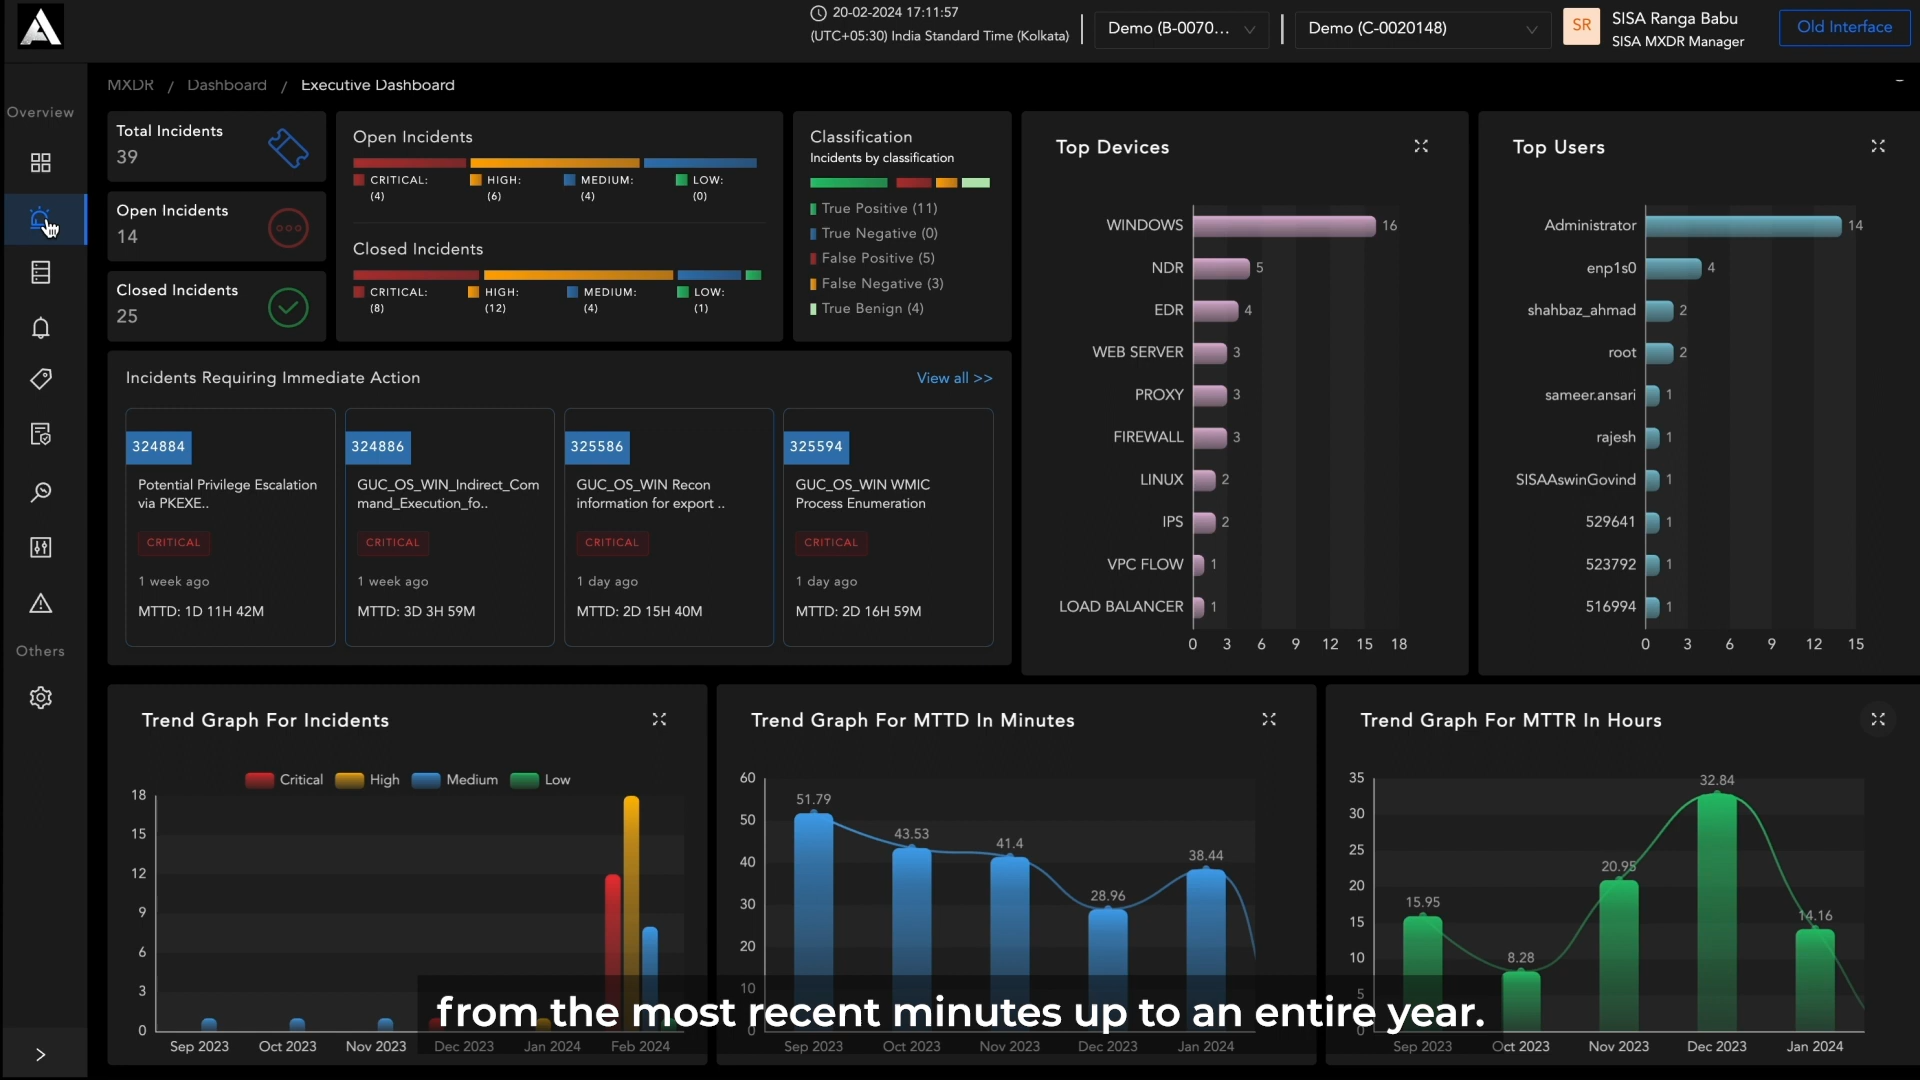 20-02-2024 17:11:57
(UTC+05:30) India Standard Time (Kolkata)
Demo (B-0070...
Demo (C-0020148)
SR
SISA Ranga Babu
SISA MXDR Manager
Old Interface
MXDR / Dashboard / Executive Dashboard
Overview
Others
Total Incidents
39
Open Incidents
14
Closed Incidents
25
Open Incidents
CRITICAL: HIGH: MEDIUM: LOW:
(4) (6) (4) (0)
Closed Incidents
CRITICAL: HIGH: MEDIUM: LOW:
(8) (12) (4) (1)
Classification
Incidents by classification
True Positive (11)
True Negative (0)
False Positive (5)
False Negative (3)
True Benign (4)
Incidents Requiring Immediate Action
View all >>
324884
Potential Privilege Escalation
via PKEXE..
CRITICAL
1 week ago
MTTD: 1D 11H 42M
324886
GUC_OS_WIN_Indirect_Com
mand_Execution_fo..
CRITICAL
1 week ago
MTTD: 3D 3H 59M
325586
GUC_OS_WIN Recon
information for export ..
CRITICAL
1 day ago
MTTD: 2D 15H 40M
325594
GUC_OS_WIN WMIC
Process Enumeration
CRITICAL
1 day ago
MTTD: 2D 16H 59M
Top Devices
WINDOWS 16
NDR 5
EDR 4
WEB SERVER 3
PROXY 3
FIREWALL 3
LINUX 2
IPS 2
VPC FLOW 1
LOAD BALANCER 1
0 3 6 9 12 15 18
Top Users
Administrator 14
enp1s0 4
shahbaz_ahmad 2
root 2
sameer.ansari 1
rajesh 1
SISAAswinGovind 1
529641 1
523792 1
516994 1
0 3 6 9 12 15
Trend Graph For Incidents
Critical High Medium Low
18
15
12
9
6
3
0
Sep 2023 Oct 2023 Nov 2023 Dec 2023 Jan 2024 Feb 2024
Trend Graph For MTTD In Minutes
60
50
40
30
20
10
0
51.79
43.53
41.4
28.96
38.44
Sep 2023 Oct 2023 Nov 2023 Dec 2023 Jan 2024
Trend Graph For MTTR In Hours
35
30
25
20
15
10
5
0
15.95
8.28
20.95
32.84
14.16
Sep 2023 Oct 2023 Nov 2023 Dec 2023 Jan 2024
from the most recent minutes up to an entire year.